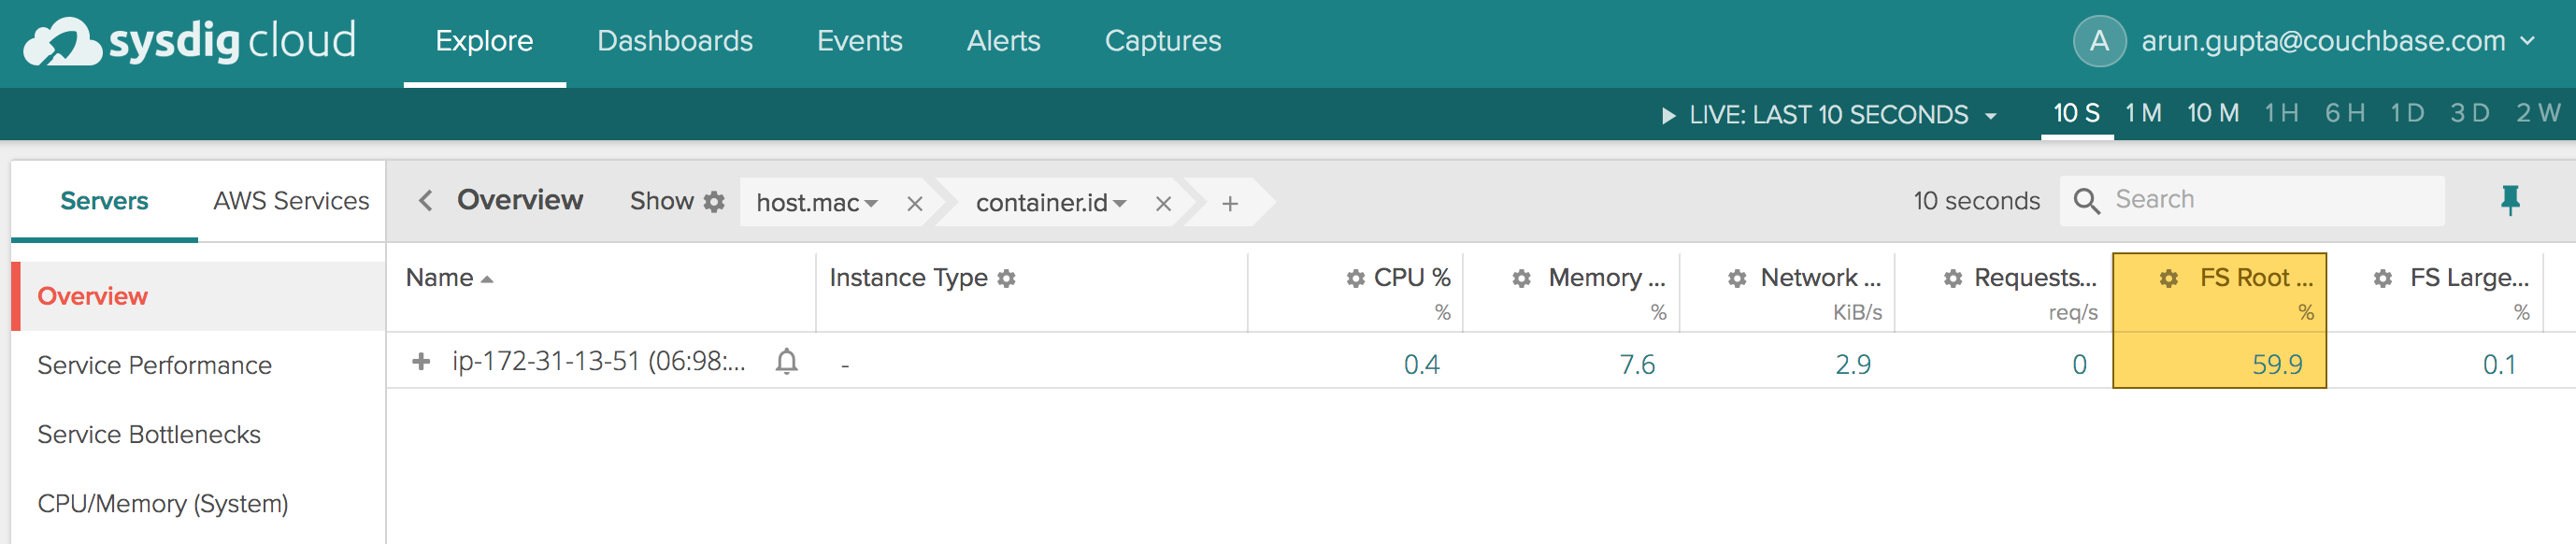 sysdig cloud Explore Dashboards Events Alerts Captures A arun.gupta@couchbase.com
LIVE: LAST 10 SECONDS 10 S 1 M 10 M 1 H 6 H 1 D 3 D 2 W
Servers AWS Services Overview Show host.mac container.id + 10 seconds Search
Name Instance Type CPU % Memory ... Network ... Requests... FS Root ... FS Large...
% % KiB/s req/s % %
Overview
ip-172-31-13-51 (06:98:... - 0.4 7.6 2.9 0 59.9 0.1
Service Performance
Service Bottlenecks
CPU/Memory (System)